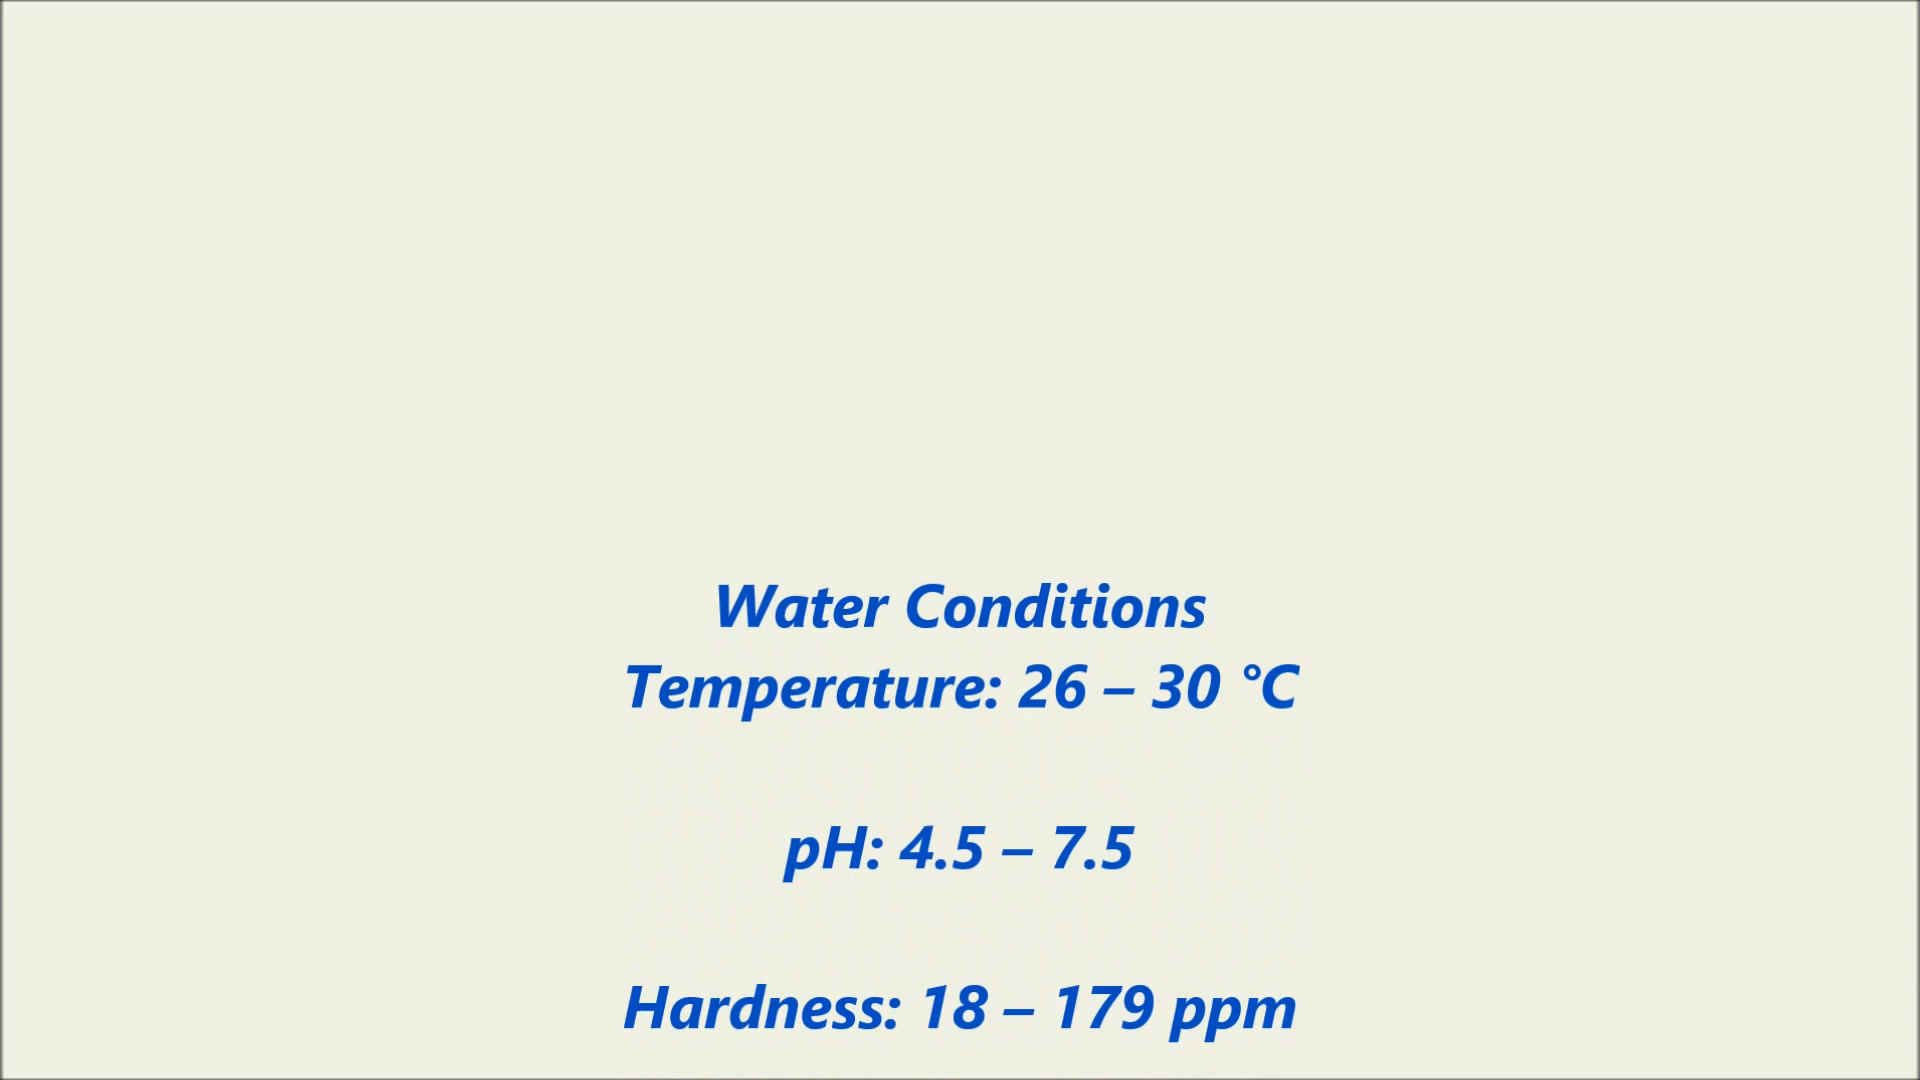 Water Conditions
Temperature: 26 – 30 °C
pH: 4.5 – 7.5
Hardness: 18 – 179 ppm